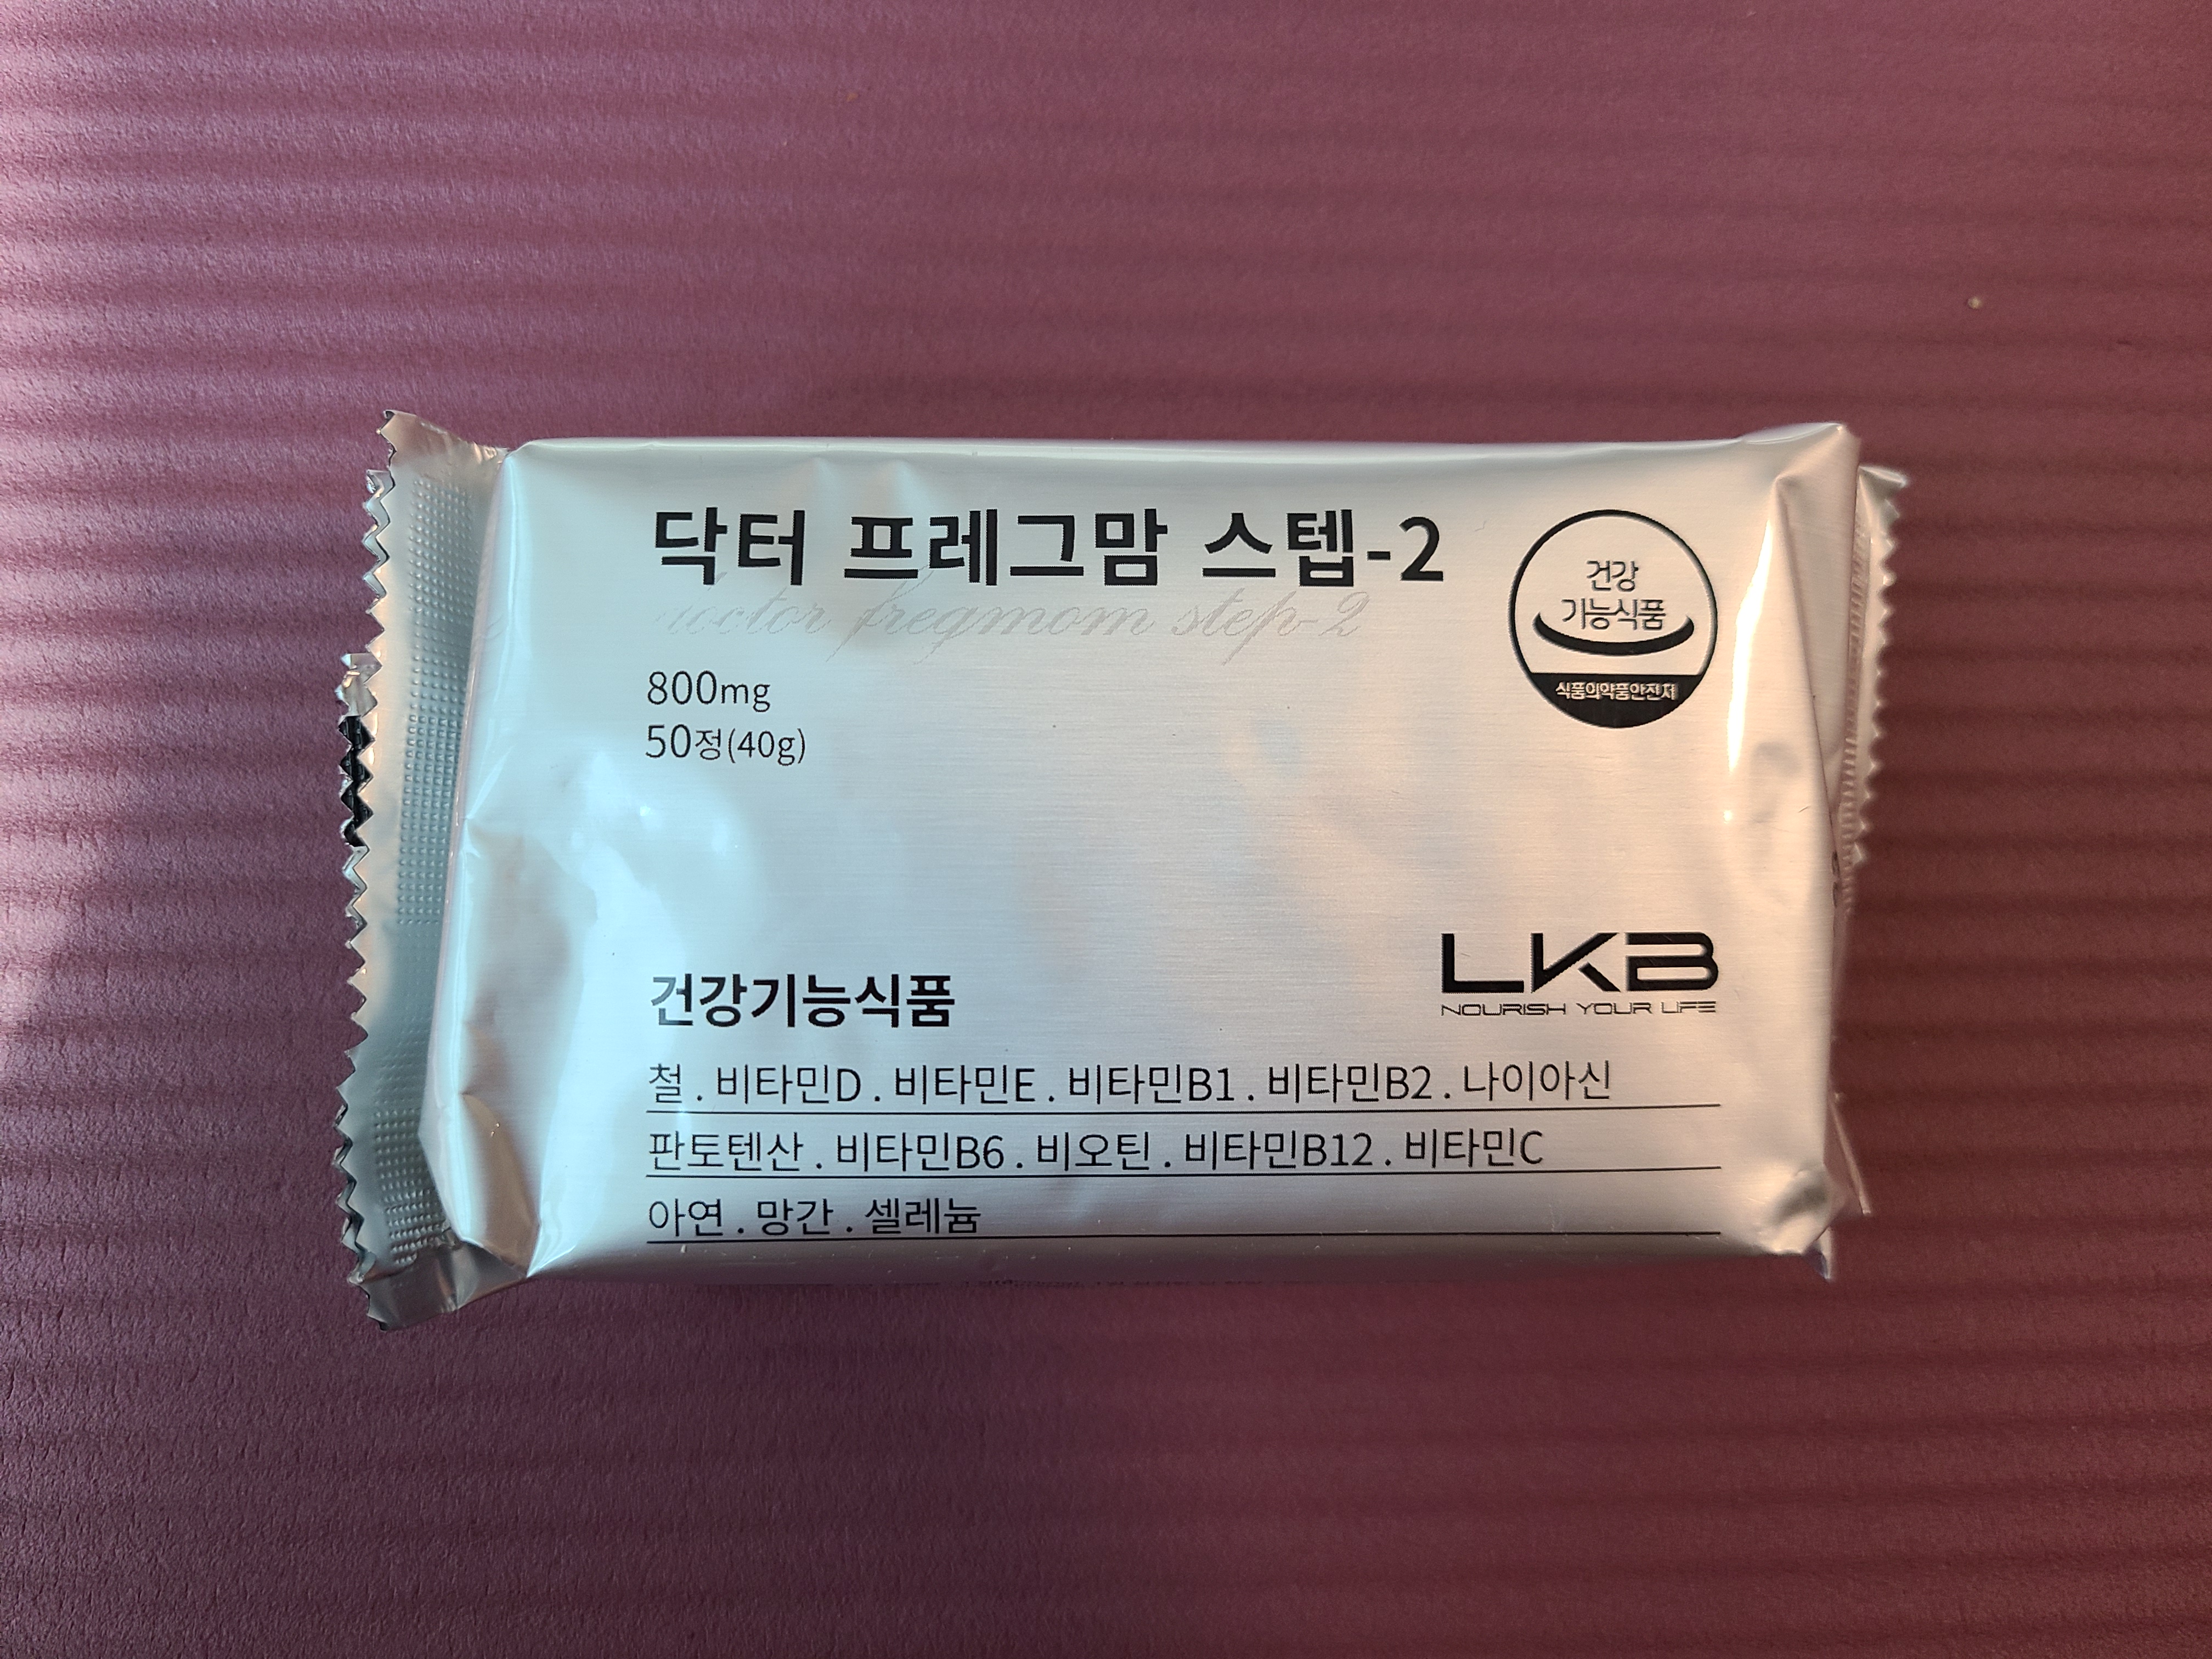 닥터 프레그맘 스텝-2
doctor fregmom step-2
800mg
50정(40g)
건강
기능식품
식품의약품안전처
LKB
NOURISH YOUR LIFE
건강기능식품
철 . 비타민D . 비타민E . 비타민B1 . 비타민B2 . 나이아신
판토텐산 . 비타민B6 . 비오틴 . 비타민B12 . 비타민C
아연 . 망간 . 셀레늄